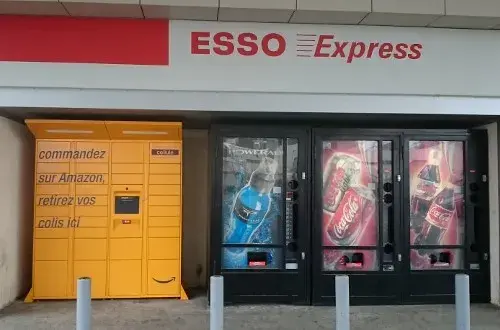 ESSO Express
commandez
sur Amazon,
retirez vos
colis ici
POWERADE
Coca-Cola
Coca-Cola